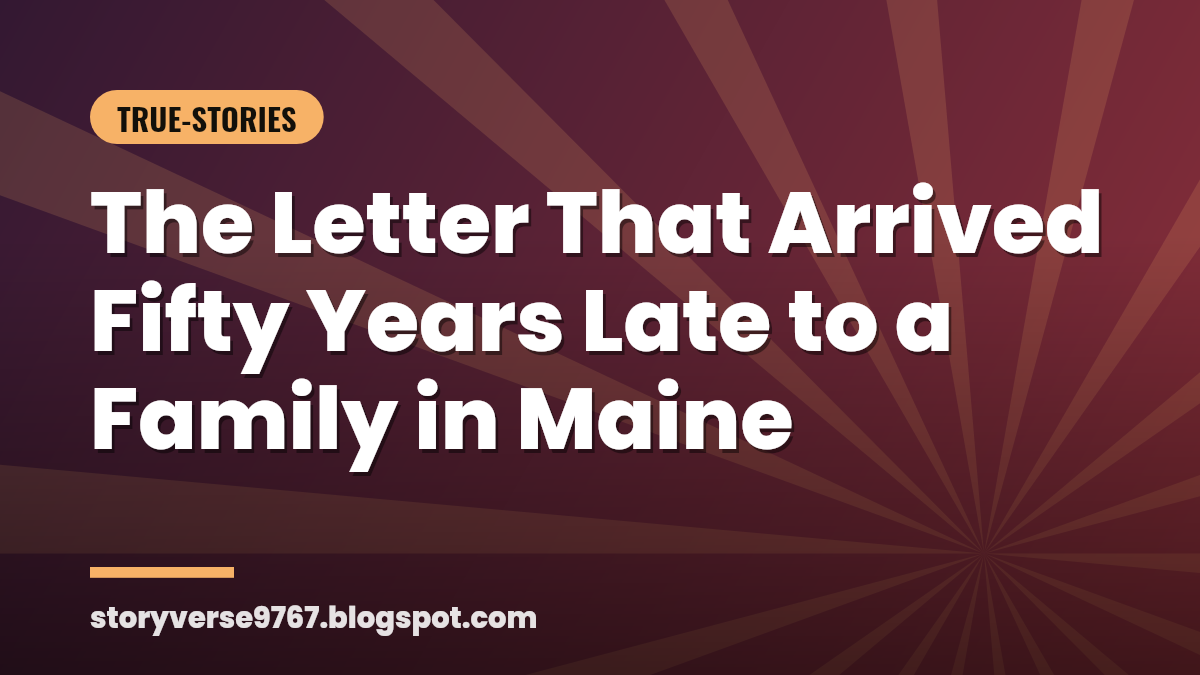 TRUE-STORIES
The Letter That Arrived
Fifty Years Late to a
Family in Maine
storyverse9767.blogspot.com